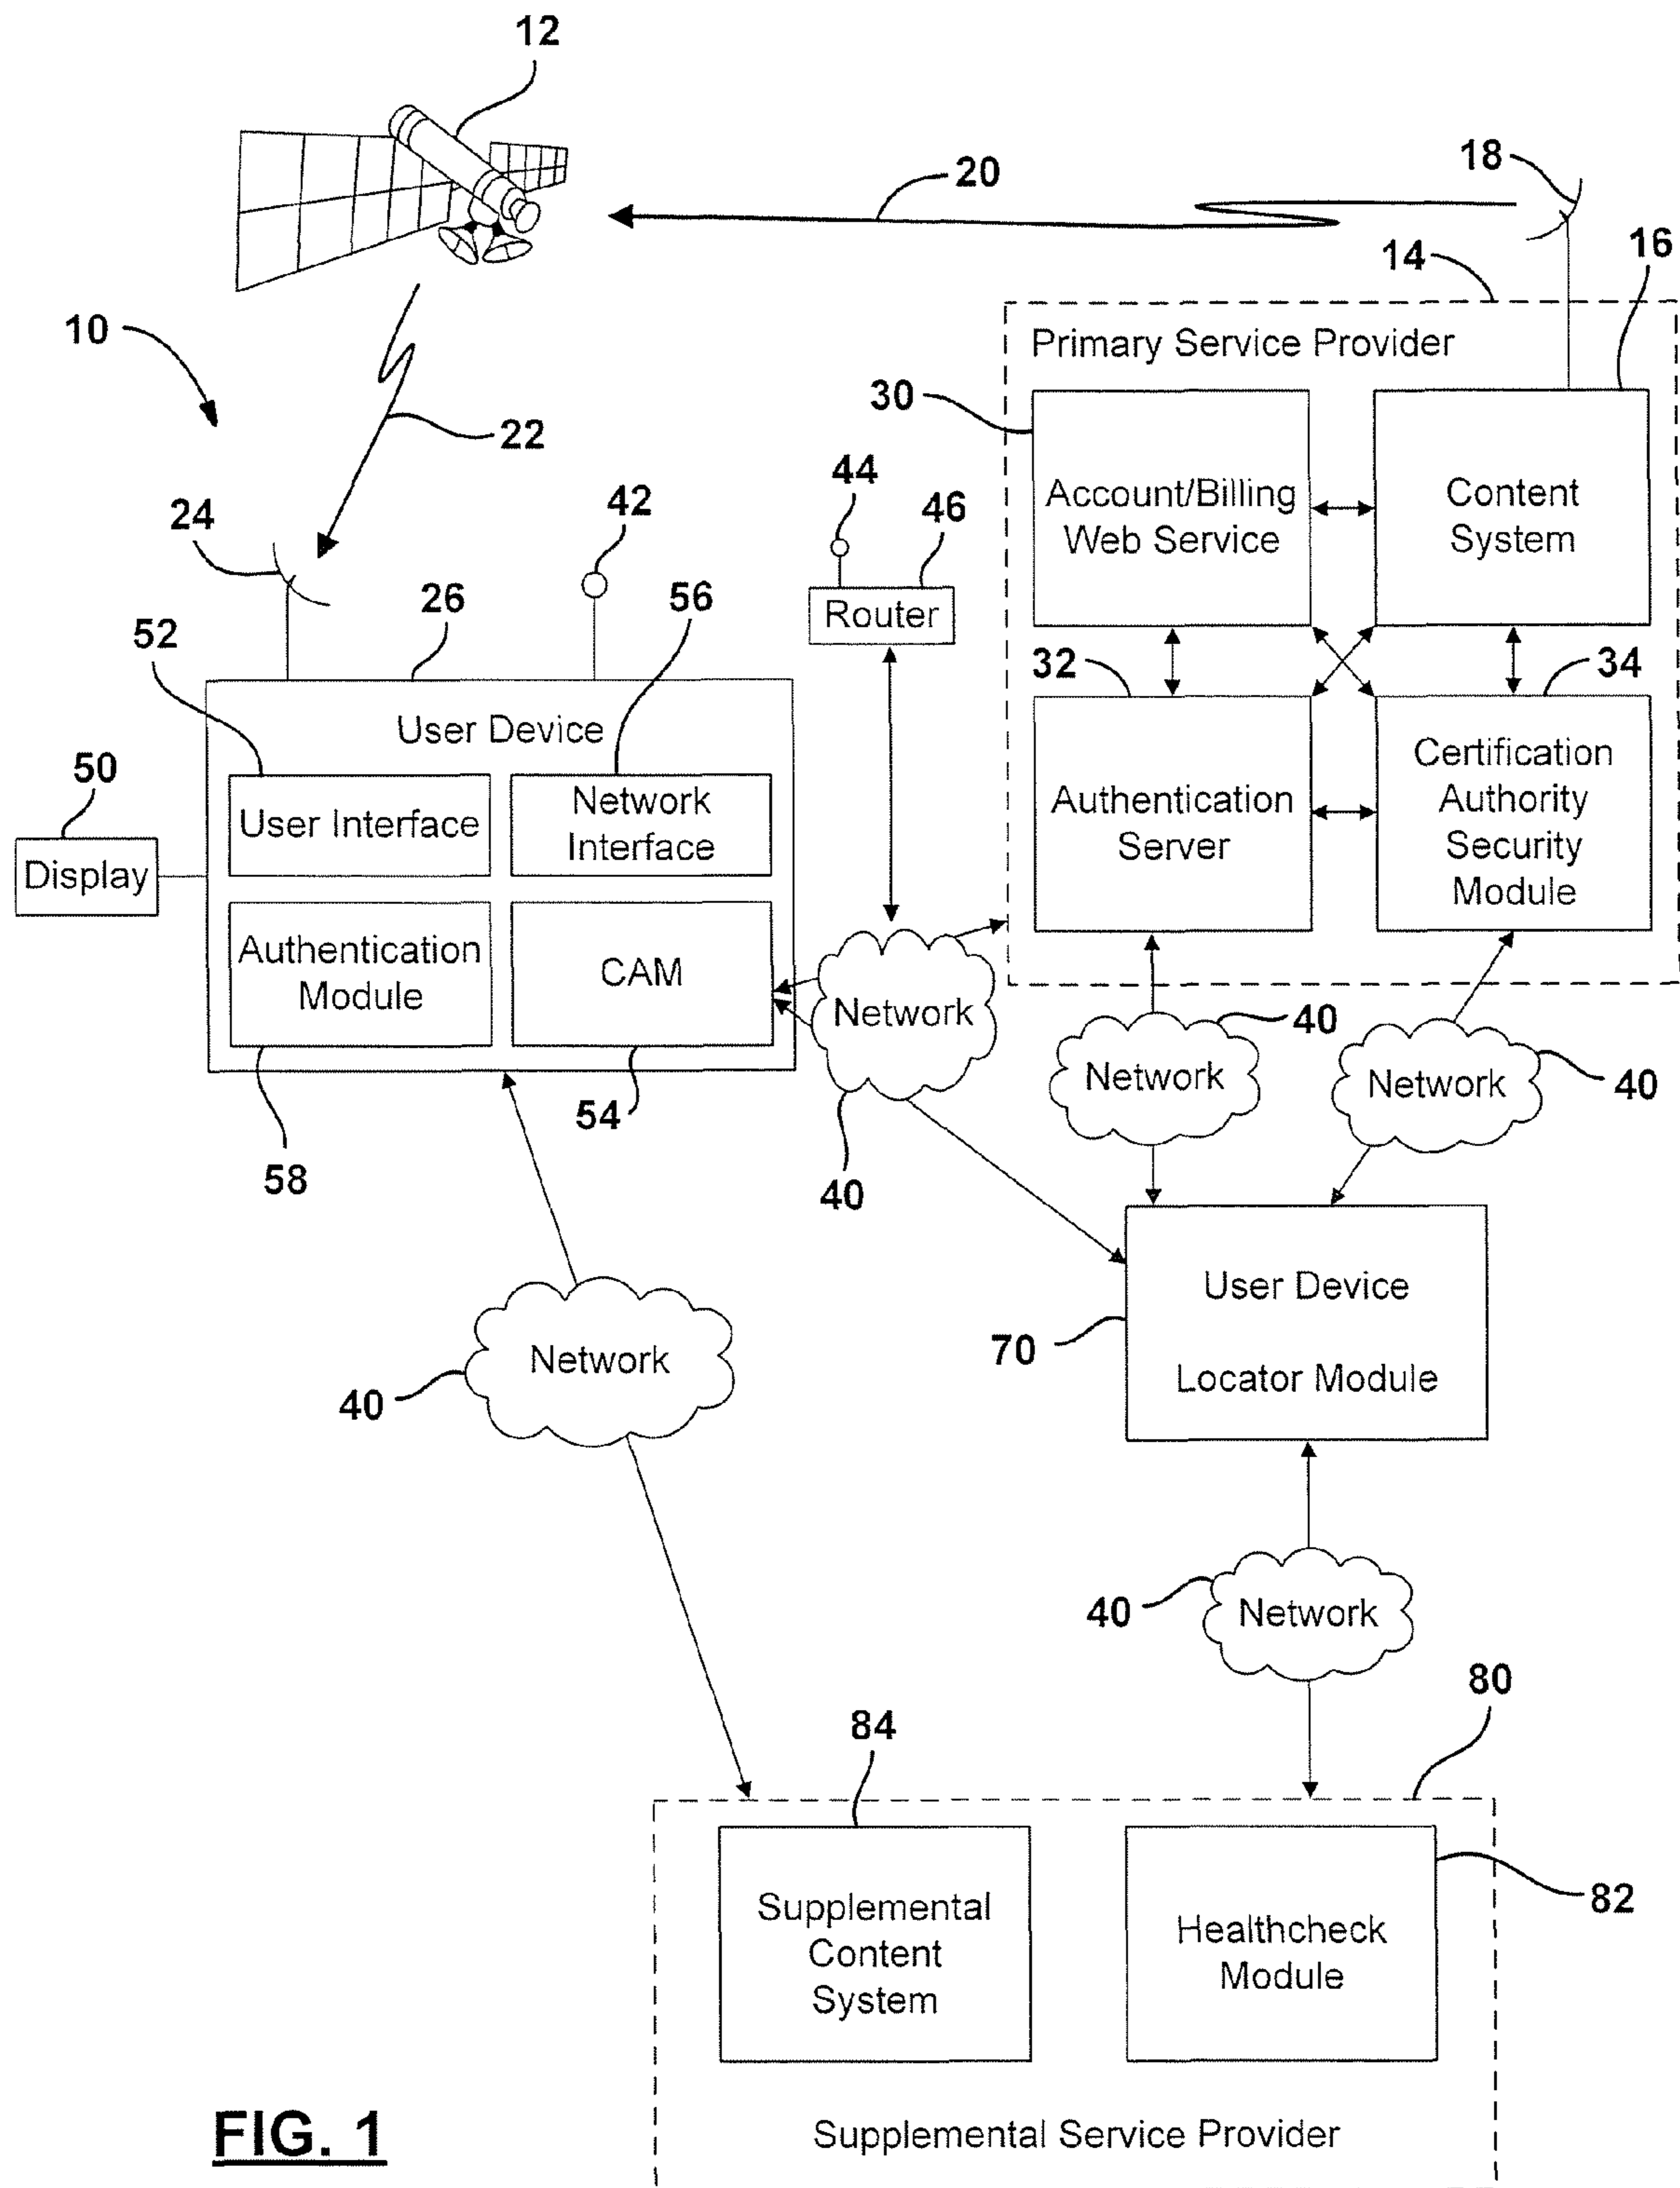 12
18
20
14
16
10
Primary Service Provider
30
22
44
46
42
24
Account/Billing
Web Service
Content
System
26
56
52
Router
32
34
User Device
50
User Interface
Network
Interface
Display
Authentication
Server
Certification
Authority
Security
Module
Authentication
Module
CAM
Network
40
Network
Network
40
54
58
40
User Device
Locator Module
70
Network
40
40
Network
80
84
82
Supplemental
Content
System
Healthcheck
Module
Supplemental Service Provider
FIG. 1